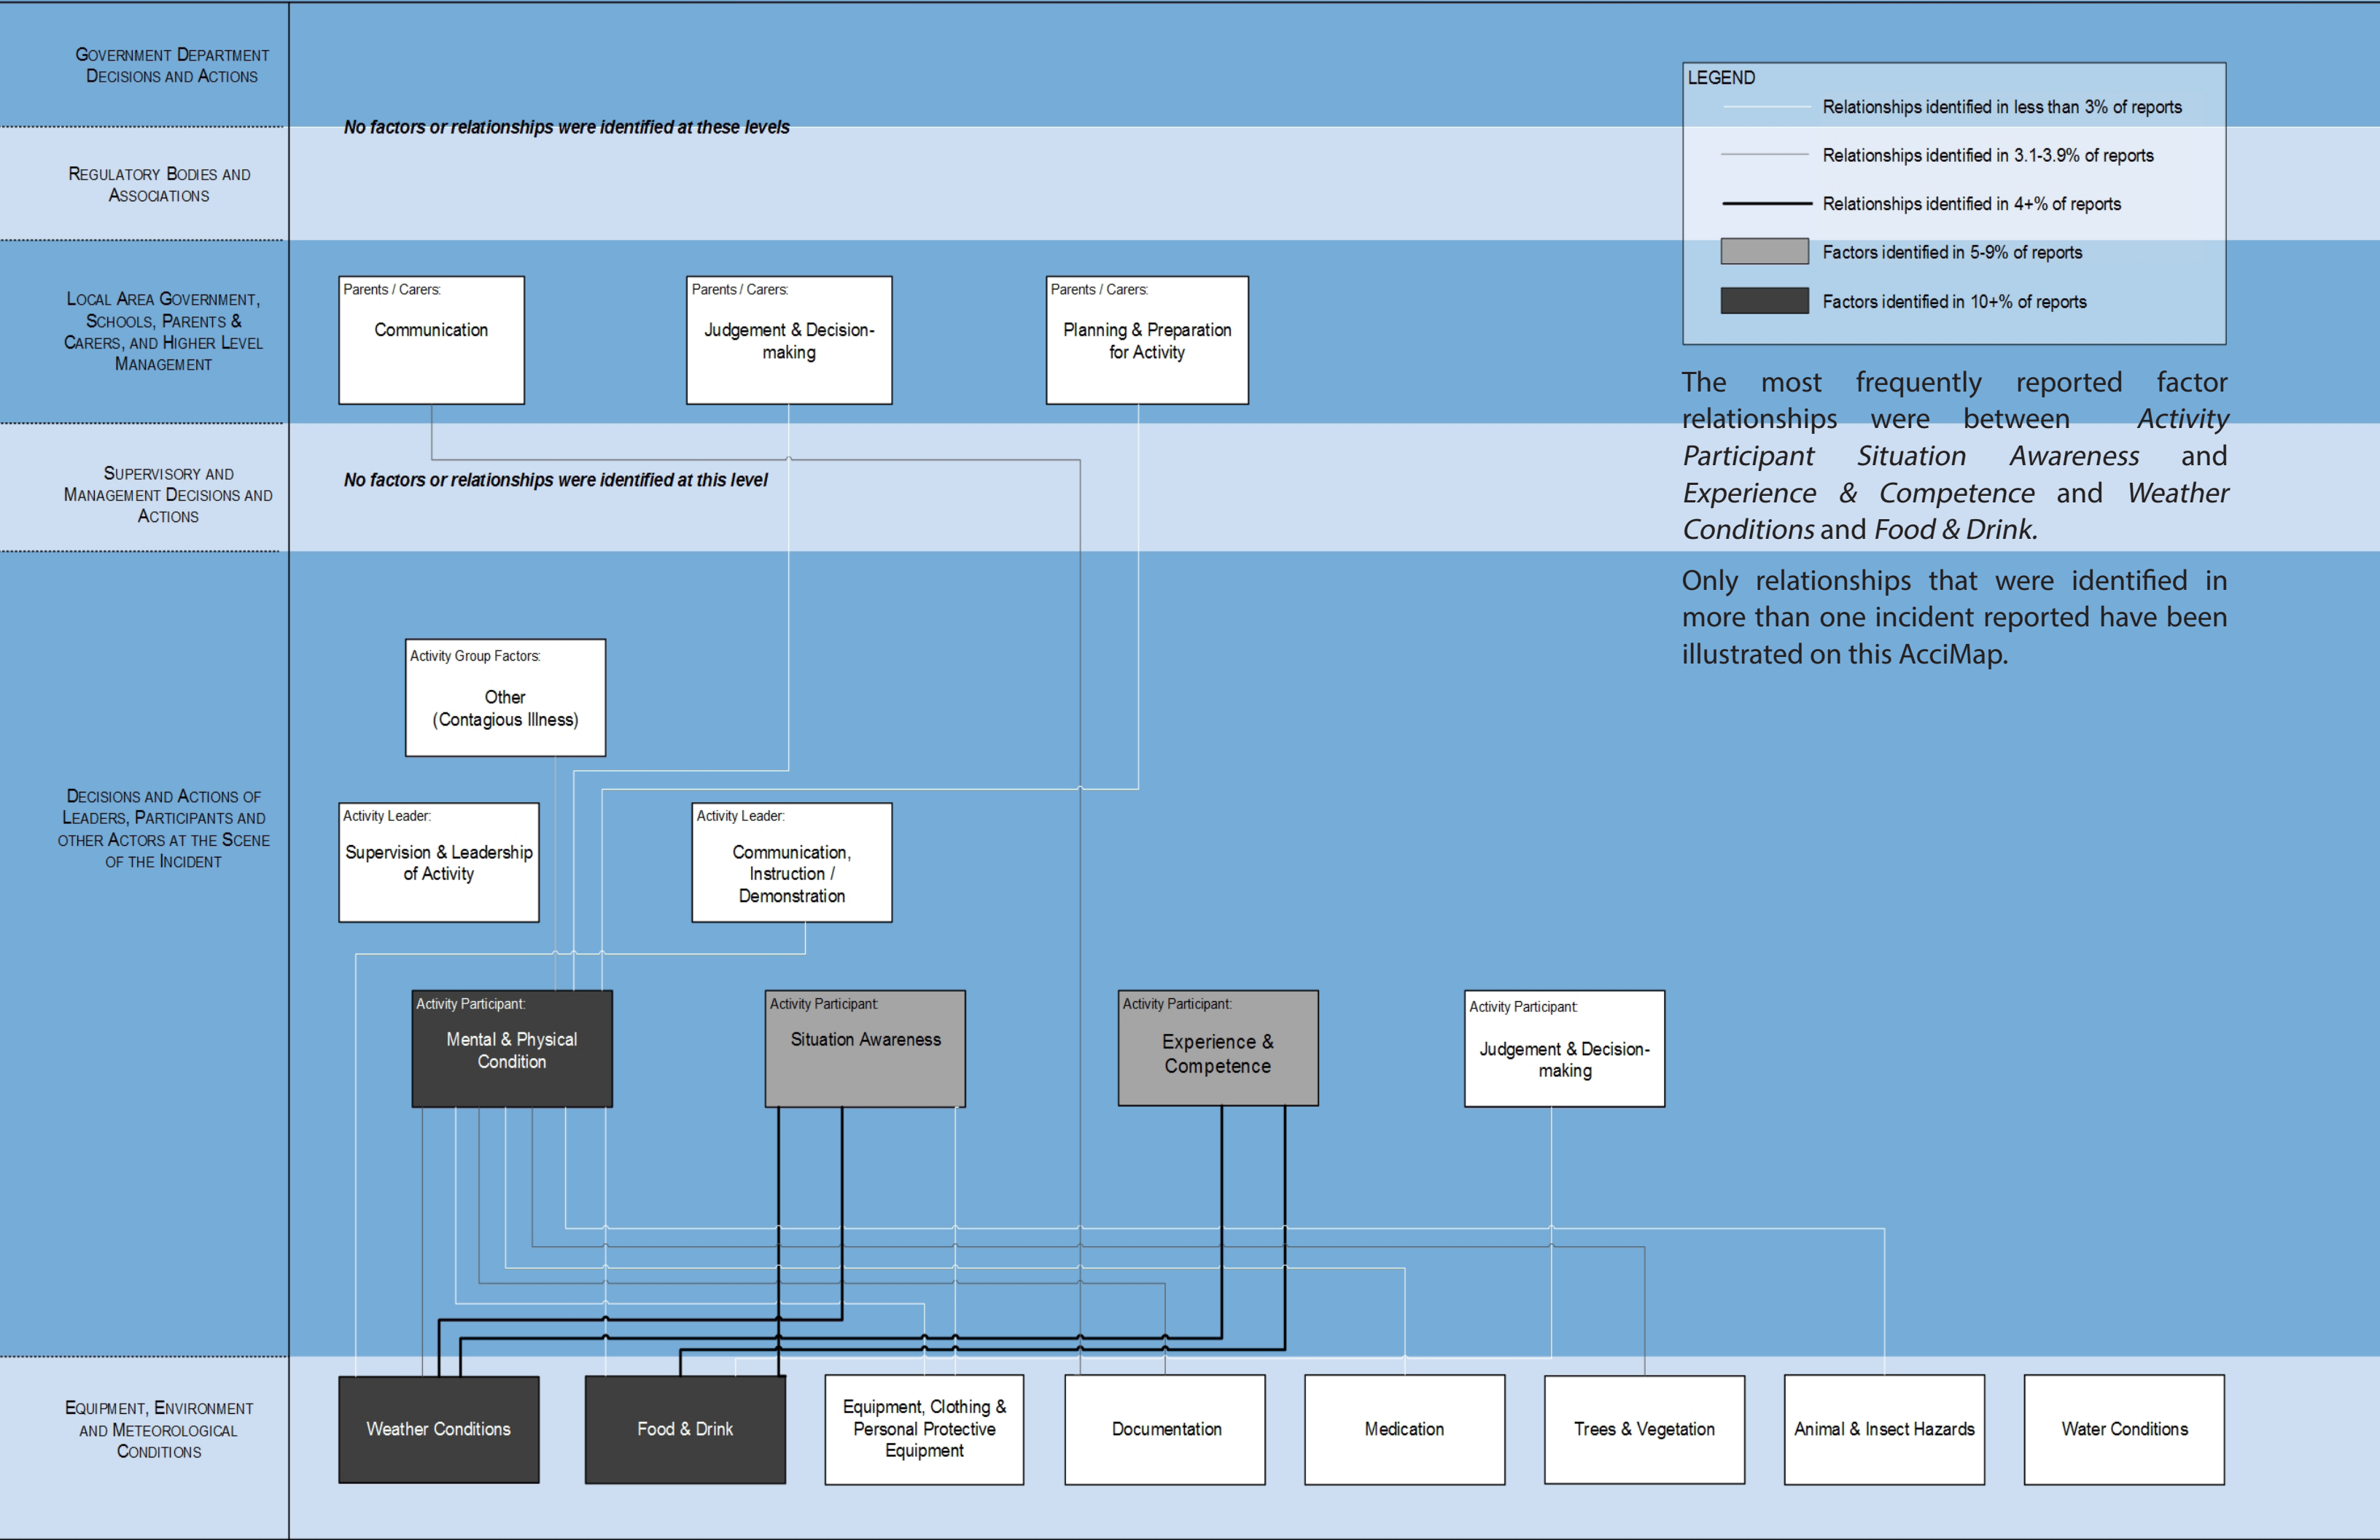 GOVERNMENT DEPARTMENT
DECISIONS AND ACTIONS
No factors or relationships were identified at these levels
REGULATORY BODIES AND
ASSOCIATIONS
LEGEND
Relationships identified in less than 3% of reports
Relationships identified in 3.1-3.9% of reports
Relationships identified in 4+% of reports
Factors identified in 5-9% of reports
Factors identified in 10+% of reports
LOCAL AREA GOVERNMENT,
SCHOOLS, PARENTS &
CARERS, AND HIGHER LEVEL
MANAGEMENT
Parents / Carers:
Communication
Parents / Carers:
Judgement & Decision-
making
Parents / Carers:
Planning & Preparation
for Activity
The most frequently reported factor
relationships were between Activity
Participant Situation Awareness and
Experience & Competence and Weather
Conditions and Food & Drink.
Only relationships that were identified in
more than one incident reported have been
illustrated on this AcciMap.
SUPERVISORY AND
MANAGEMENT DECISIONS AND
ACTIONS
No factors or relationships were identified at this level
DECISIONS AND ACTIONS OF
LEADERS, PARTICIPANTS AND
OTHER ACTORS AT THE SCENE
OF THE INCIDENT
Activity Group Factors:
Other
(Contagious Illness)
Activity Leader:
Supervision & Leadership
of Activity
Activity Leader:
Communication,
Instruction /
Demonstration
Activity Participant:
Mental & Physical
Condition
Activity Participant:
Situation Awareness
Activity Participant:
Experience &
Competence
Activity Participant:
Judgement & Decision-
making
EQUIPMENT, ENVIRONMENT
AND METEOROLOGICAL
CONDITIONS
Weather Conditions
Food & Drink
Equipment, Clothing &
Personal Protective
Equipment
Documentation
Medication
Trees & Vegetation
Animal & Insect Hazards
Water Conditions